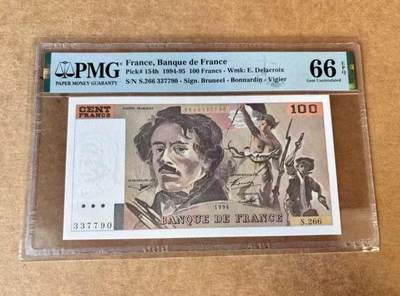 PMG
PAPER MONEY GUARANTY
France, Banque de France
Pick# 154h 1994-95 100 Francs - Wmk: E. Delacroix
S/N S.266 337790 - Sign. Bruneel - Bonnardin - Vigier
66 EPQ
Gem Uncirculated
CENT
FRANCS
100
337790
1994
S.266
BANQUE DE FRANCE